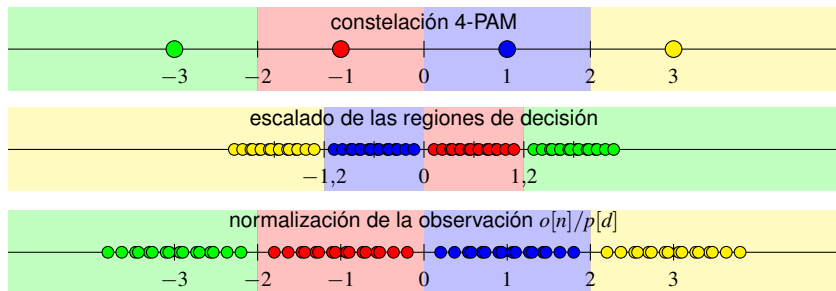 constelación 4-PAM
−3 −2 −1 0 1 2 3
escalado de las regiones de decisión
−1,2 0 1,2
normalización de la observación o[n]/p[d]
−3 −2 −1 0 1 2 3